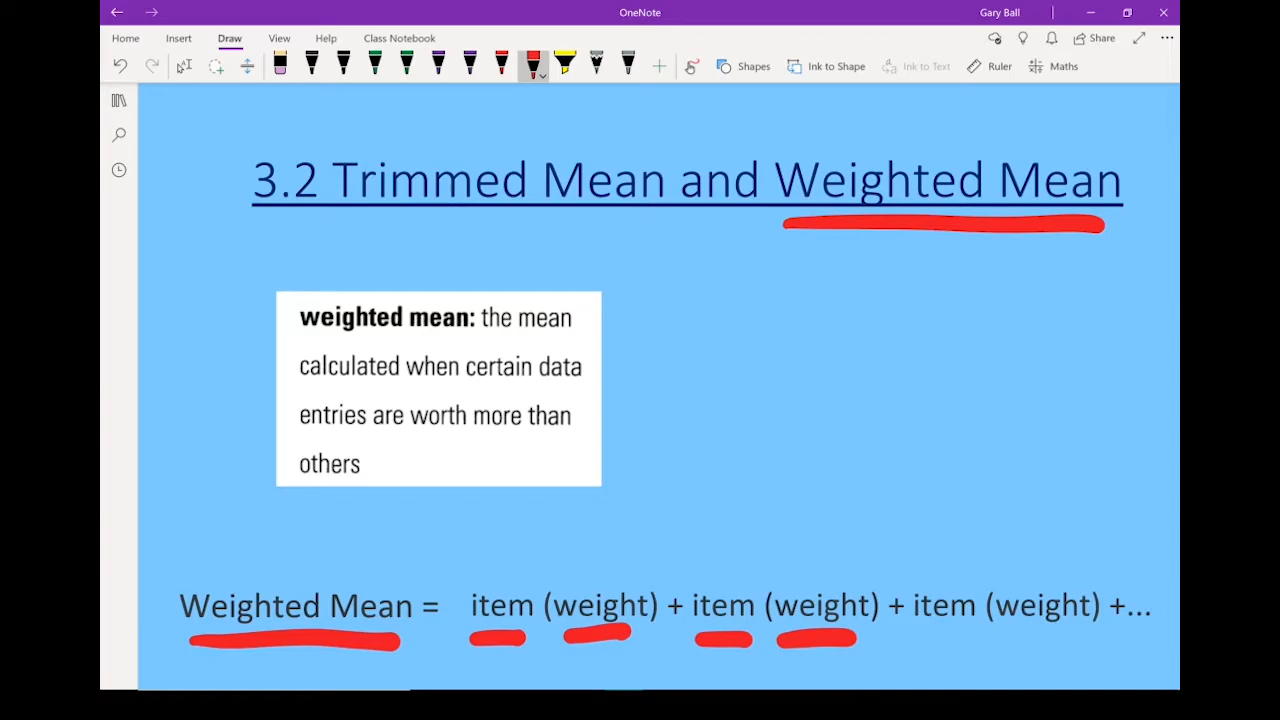 OneNote
Gary Ball
Home Insert Draw View Help Class Notebook
Share
Shapes Ink to Shape Ink to Text Ruler Maths
3.2 Trimmed Mean and Weighted Mean
weighted mean: the mean
calculated when certain data
entries are worth more than
others
Weighted Mean = item (weight) + item (weight) + item (weight) +...